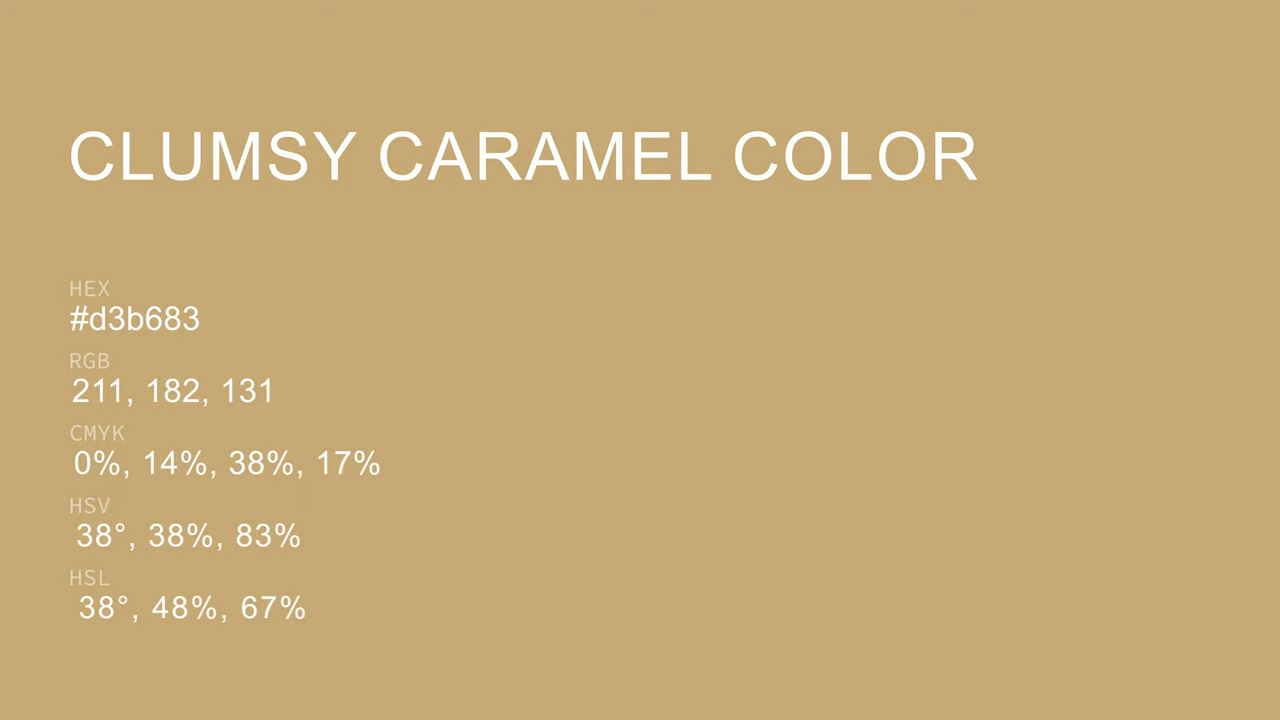 CLUMSY CARAMEL COLOR
HEX
#d3b683
RGB
211, 182, 131
CMYK
0%, 14%, 38%, 17%
HSV
38°, 38%, 83%
HSL
38°, 48%, 67%